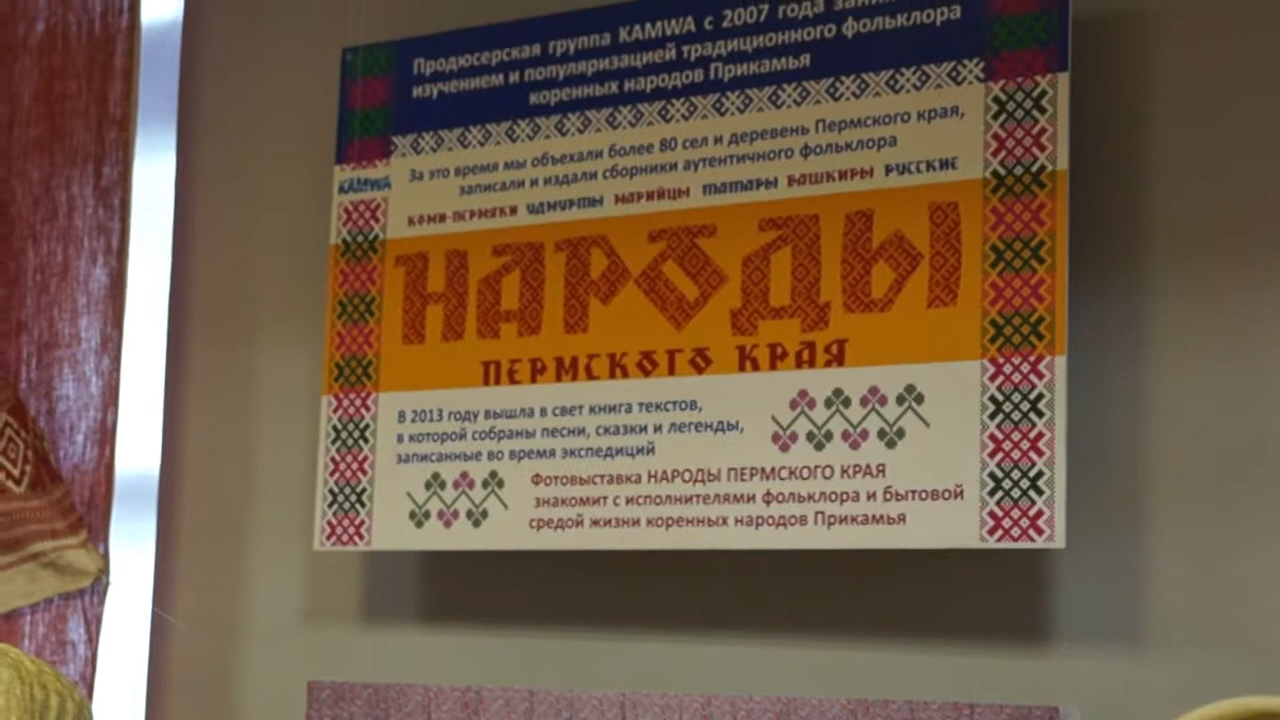 Продюсерская группа KAMWA с 2007 года
изучением и популяризацией традиционного фольклора
коренных народов Прикамья
За это время мы объехали более 80 сел и деревень Пермского края,
записали и издали сборники аутентичного фольклора
KAMWA
КОМИ-ПЕРМЯКИ УДМУРТЫ МАРИЙЦЫ ТАТАРЫ БАШКИРЫ РУССКИЕ
НАРОДЫ
ПЕРМСКОГО КРАЯ
В 2013 году вышла в свет книга текстов,
в которой собраны песни, сказки и легенды,
записанные во время экспедиций
Фотовыставка НАРОДЫ ПЕРМСКОГО КРАЯ
знакомит с исполнителями фольклора и бытовой
средой жизни коренных народов Прикамья